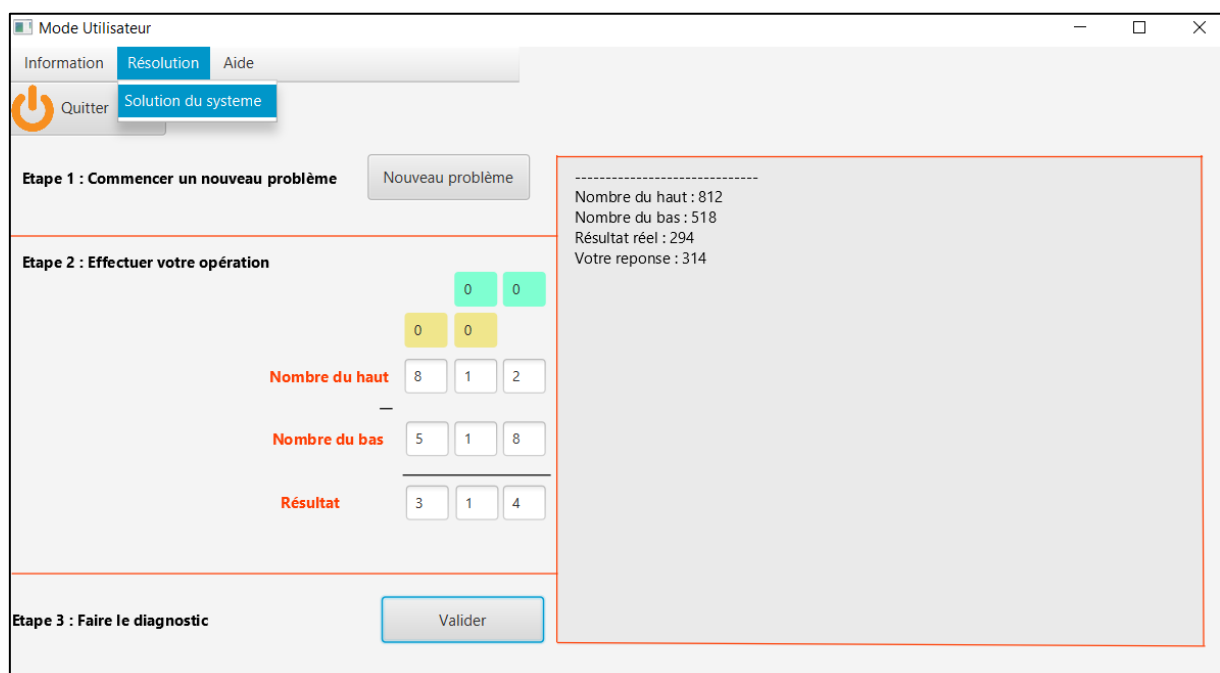 Mode Utilisateur
Information Résolution Aide
Quitter Solution du systeme
Etape 1 : Commencer un nouveau problème Nouveau problème
Etape 2 : Effectuer votre opération
0 0
0 0
Nombre du haut 8 1 2
—
Nombre du bas 5 1 8
Résultat 3 1 4
Etape 3 : Faire le diagnostic Valider
------------------------------
Nombre du haut : 812
Nombre du bas : 518
Résultat réel : 294
Votre reponse : 314